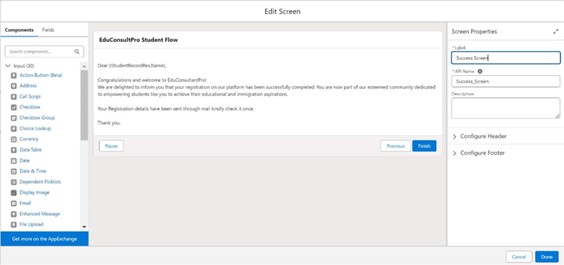 Edit Screen
Components
Fields
Search components...
Input (30)
Action Button (Beta)
Address
Call Script
Checkbox
Checkbox Group
Choice Lookup
Currency
Data Table
Date
Date & Time
Dependent Picklists
Display Image
Email
Enhanced Message
File Upload
Get more on the AppExchange
EduConsultPro Student Flow
Dear {!StudentRecordRes.Name},
Congratulations and welcome to EduConsultantPro!
We are delighted to inform you that your registration on our platform has been successfully completed. You are now part of our esteemed community dedicated
to empowering students like you to achieve their educational and immigration aspirations.
Your Registration details have been sent through mail kindly check it once.
Thank you.
Pause
Previous
Finish
Screen Properties
*Label
Success Screen
*API Name
Success_Screen
Description
Configure Header
Configure Footer
Cancel
Done